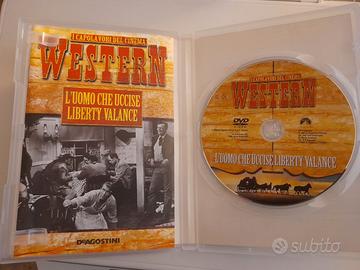 I CAPOLAVORI DEL CINEMA
WESTERN
L'UOMO CHE UCCISE
LIBERTY VALANCE
DeAGOSTINI
I CAPOLAVORI DEL CINEMA
WESTERN
DVD
L'UOMO CHE UCCISE LIBERTY VALANCE
subito